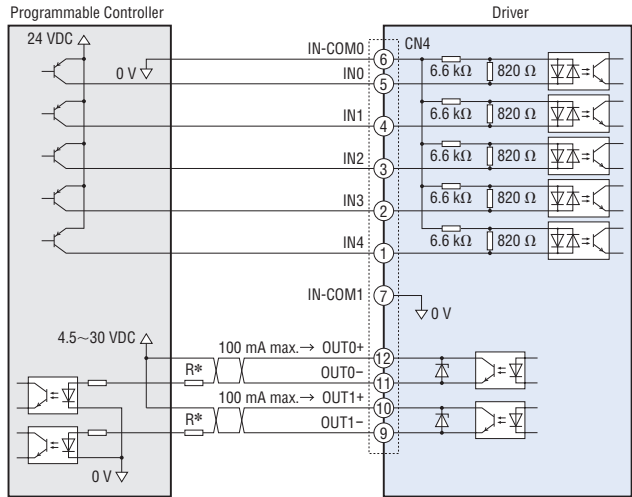 Programmable Controller
Driver
24 VDC
0 V
IN-COM0
6
CN4
6.6 kΩ
820 Ω
IN0
5
6.6 kΩ
820 Ω
IN1
4
6.6 kΩ
820 Ω
IN2
3
6.6 kΩ
820 Ω
IN3
2
6.6 kΩ
820 Ω
IN4
1
IN-COM1
7
0 V
4.5~30 VDC
100 mA max.→ OUT0+
12
R*
OUT0−
11
100 mA max.→ OUT1+
10
R*
OUT1−
9
0 V